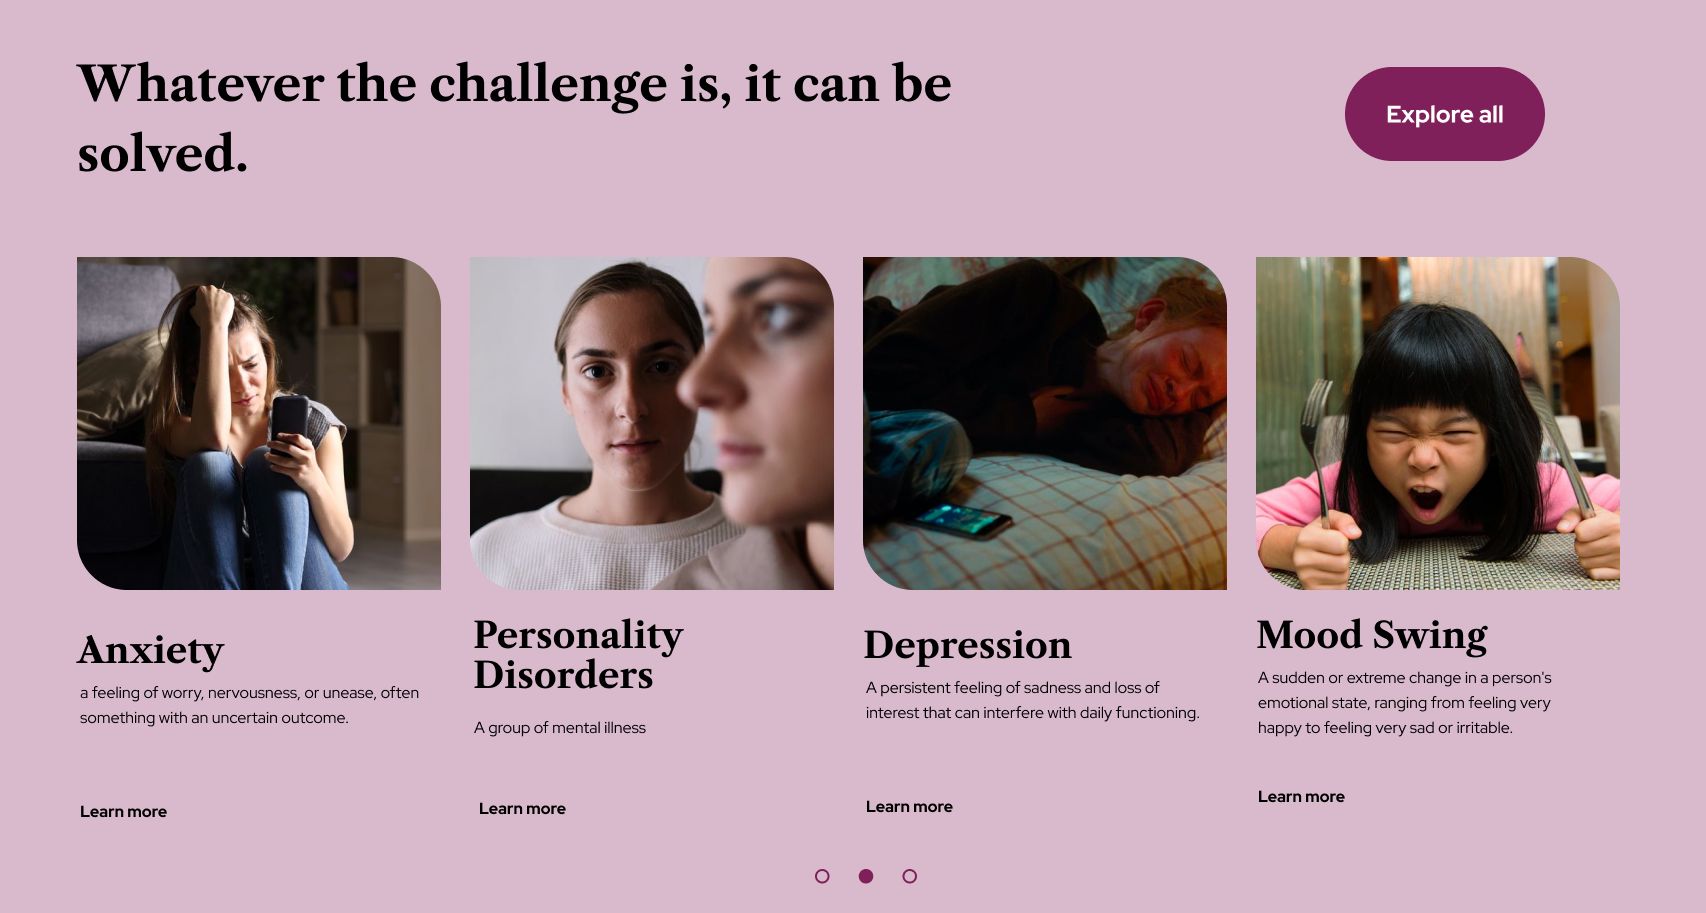 Whatever the challenge is, it can be
solved.
Explore all
Anxiety
a feeling of worry, nervousness, or unease, often
something with an uncertain outcome.
Learn more
Personality
Disorders
A group of mental illness
Learn more
Depression
A persistent feeling of sadness and loss of
interest that can interfere with daily functioning.
Learn more
Mood Swing
A sudden or extreme change in a person's
emotional state, ranging from feeling very
happy to feeling very sad or irritable.
Learn more